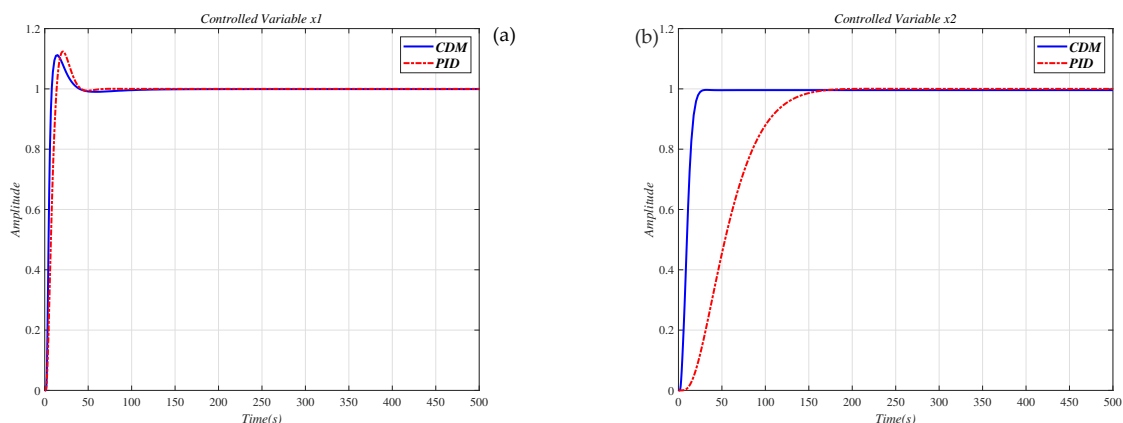 Controlled Variable x1
1.2
1
0.8
0.6
0.4
0.2
0
Amplitude
CDM
PID
0 50 100 150 200 250 300 350 400 450 500
Time(s)
(a)
(b)
Controlled Variable x2
1.2
1
0.8
0.6
0.4
0.2
0
Amplitude
CDM
PID
0 50 100 150 200 250 300 350 400 450 500
Time(s)